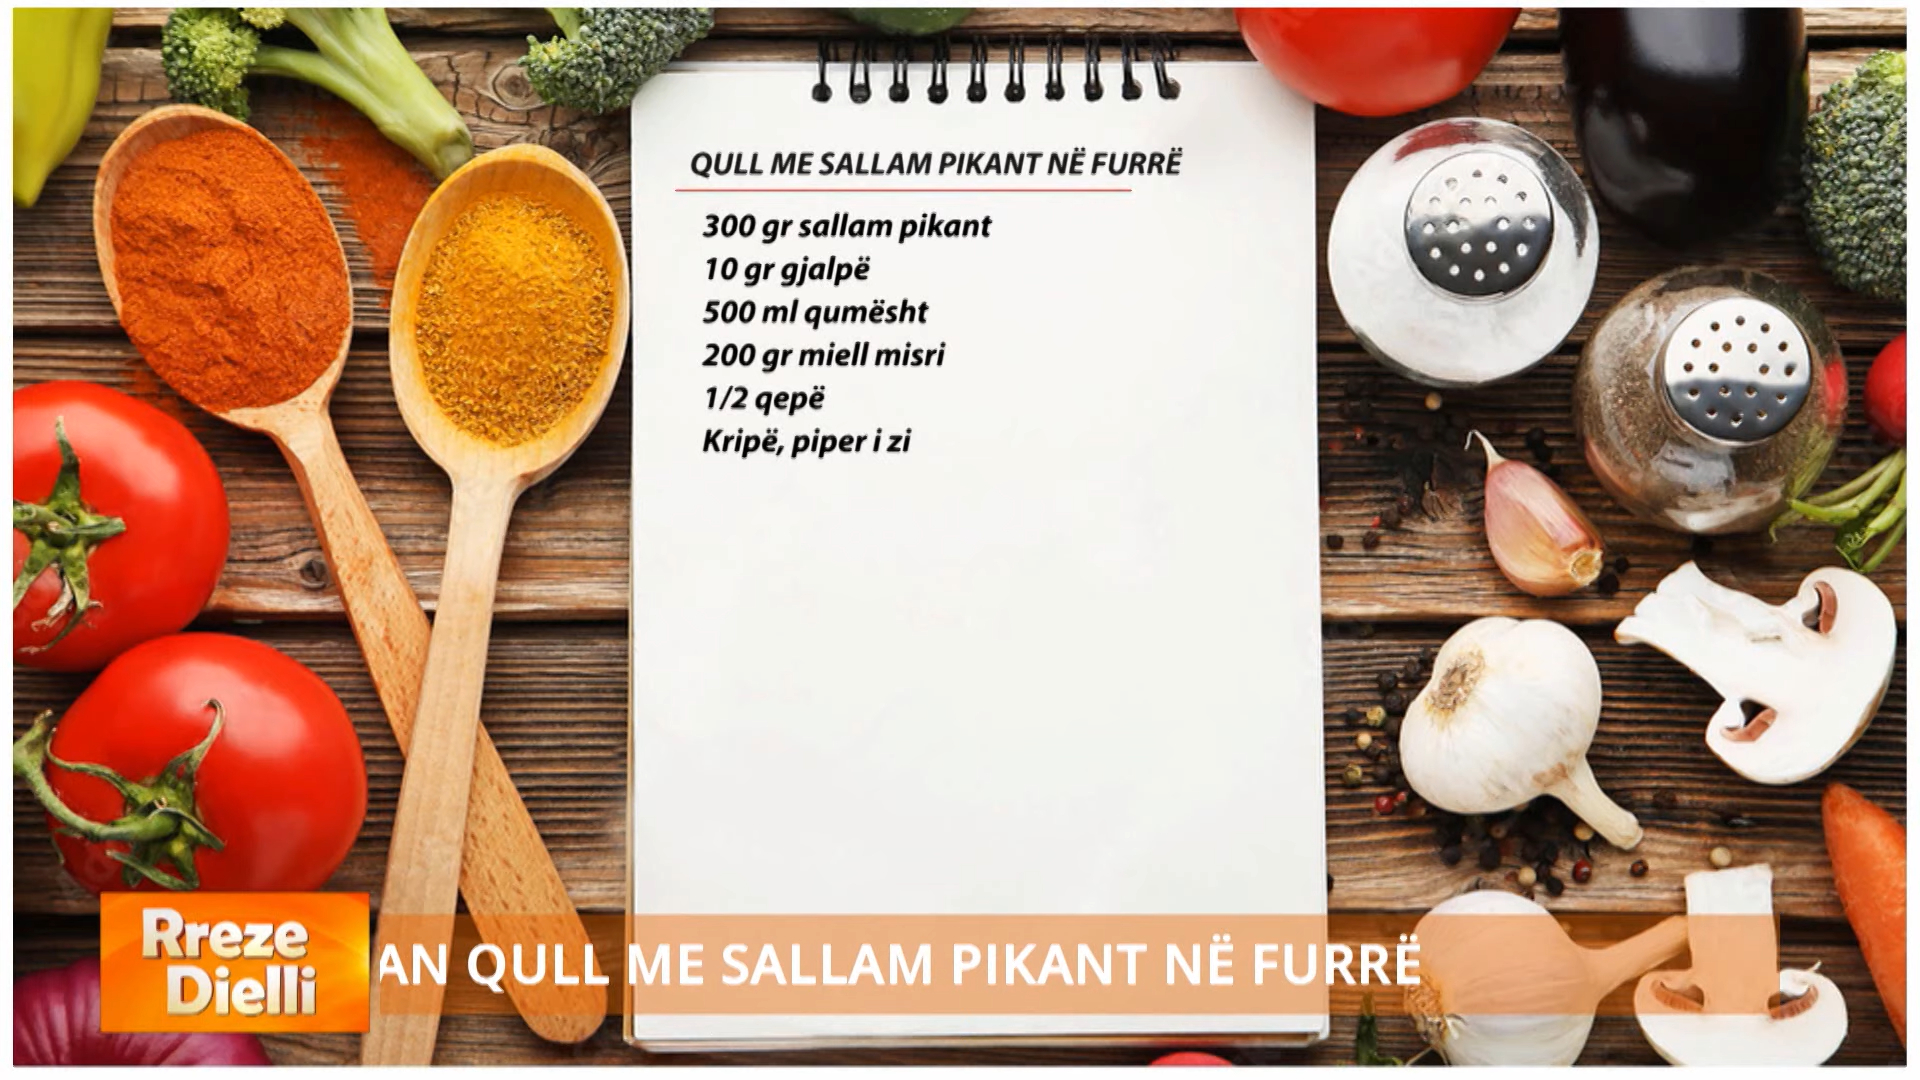 QULL ME SALLAM PIKANT NË FURRË
300 gr sallam pikant
10 gr gjalpë
500 ml qumësht
200 gr miell misri
1/2 qepë
Kripë, piper i zi
Rreze
Dielli
AN QULL ME SALLAM PIKANT NË FURRË